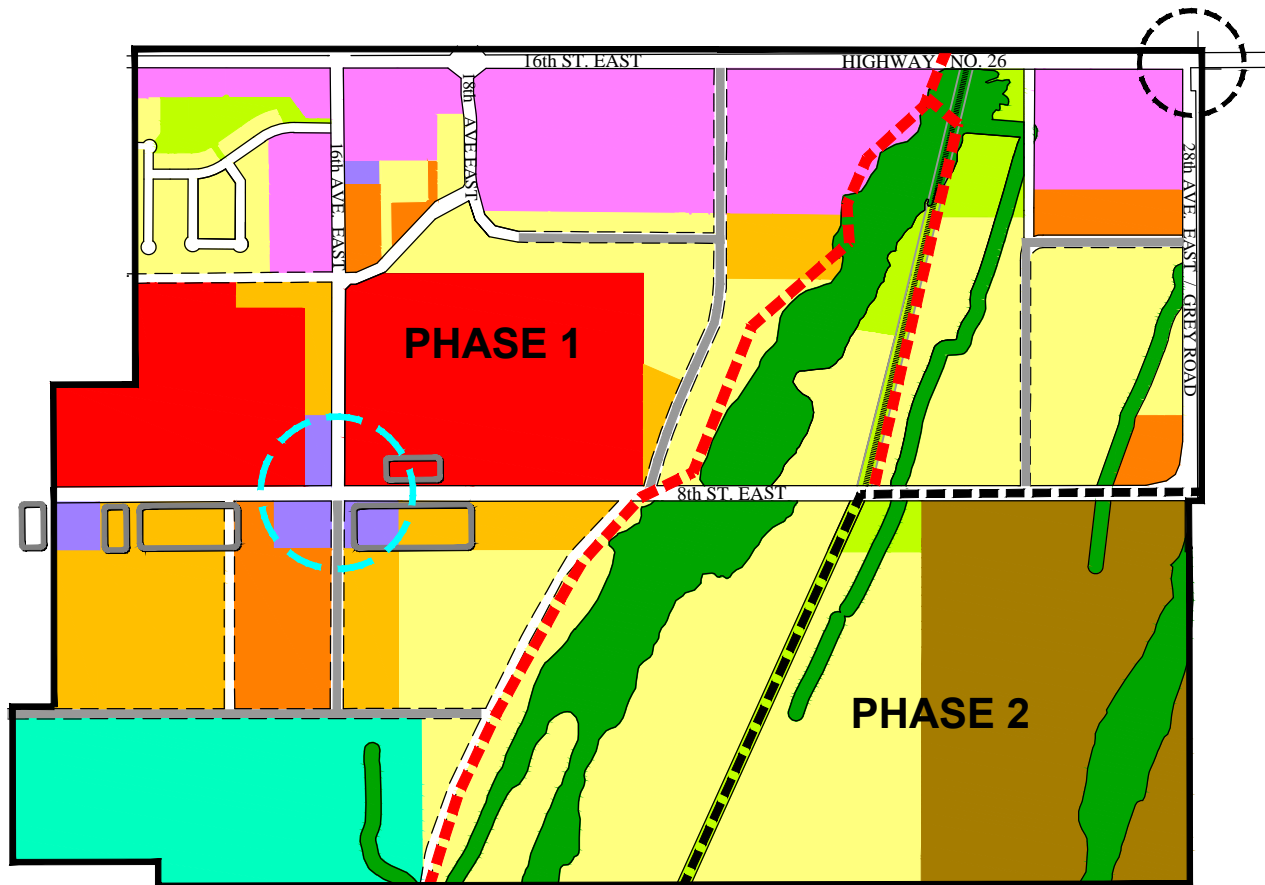 16th ST. EAST
HIGHWAY NO. 26
18th AVE EAST
16th AVE. EAST
28th AVE. EAST / GREY ROAD
PHASE 1
8th ST. EAST
PHASE 2